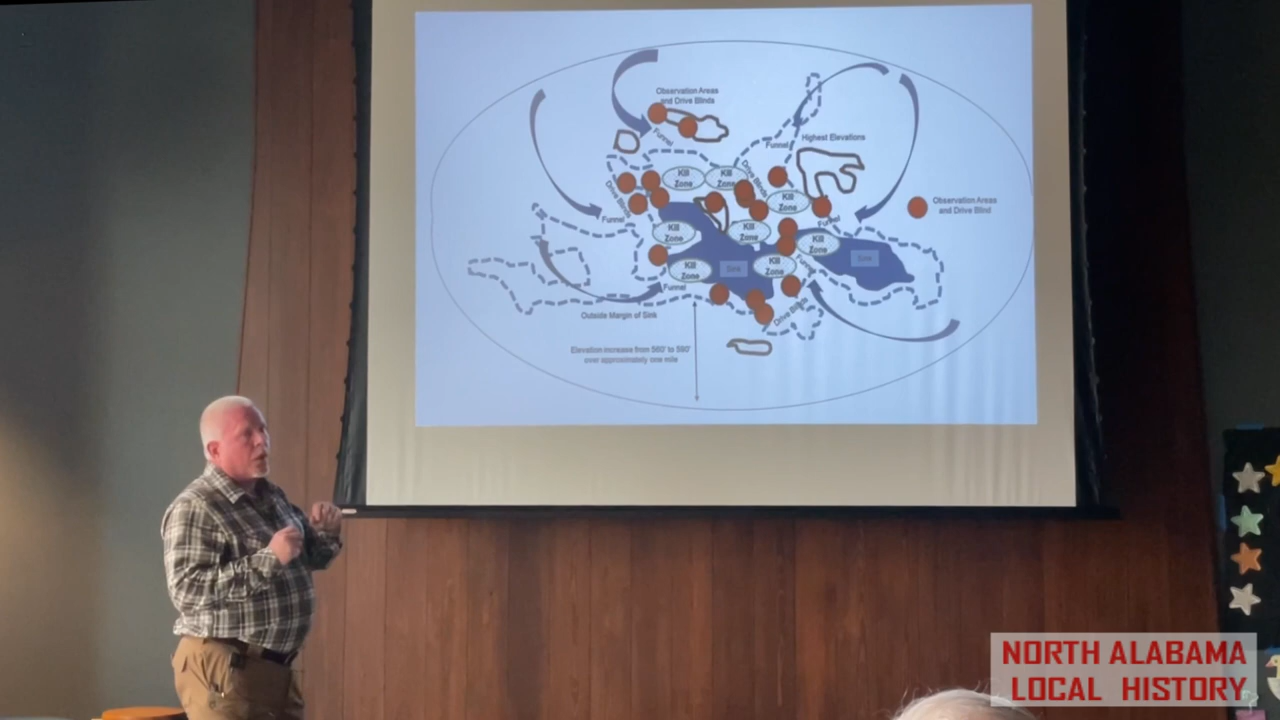 Observation Areas
and Drive Blinds
Funnel
Funnel
Highest Elevations
Kill
Zone
Kill
Zone
Drive Blinds
Drive Blinds
Kill
Zone
Observation Areas
and Drive Blind
Funnel
Funnel
Kill
Zone
Kill
Zone
Kill
Zone
Kill
Zone
Kill
Zone
Sink
Sink
Funnel
Funnel
Outside Margin of Sink
Drive Blinds
Elevation increase from 560' to 580'
over approximately one mile
NORTH ALABAMA
LOCAL HISTORY